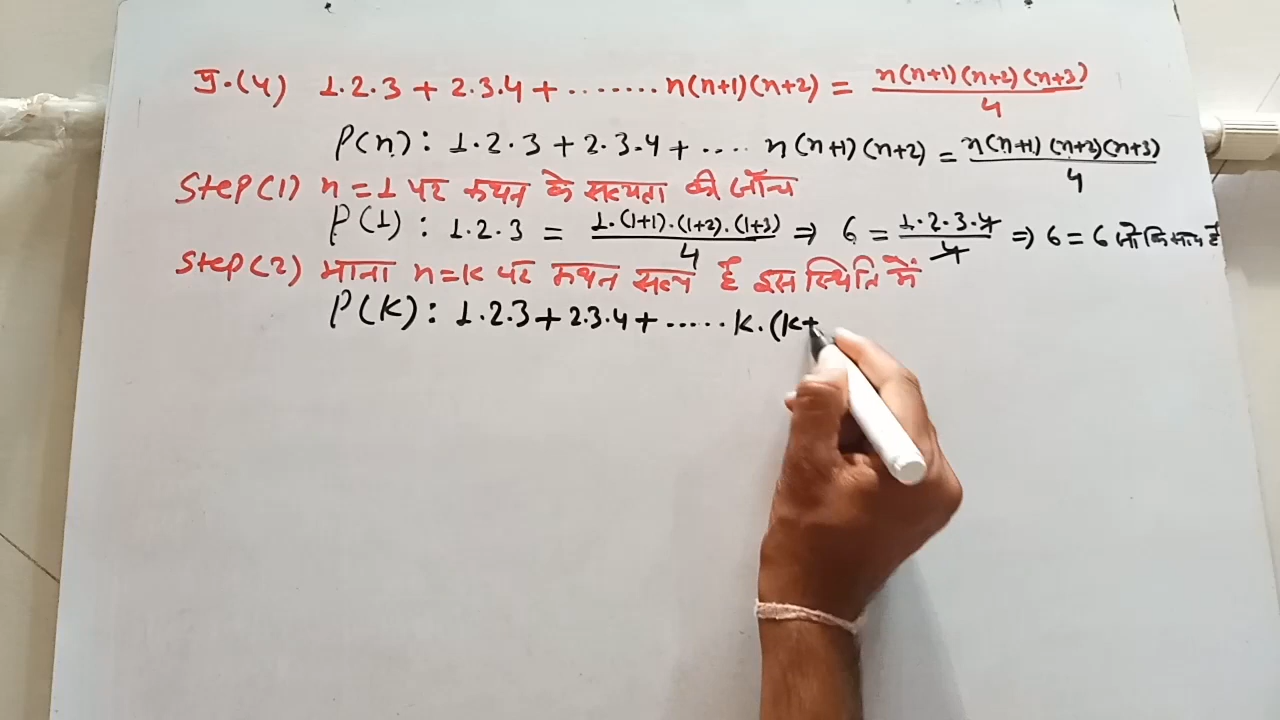 प्र.(4) 1.2.3 + 2.3.4 + ....... n(n+1)(n+2) = n(n+1)(n+2)(n+3)/4
P(n) : 1.2.3 + 2.3.4 + .... n(n+1)(n+2) = n(n+1)(n+2)(n+3)/4
Step(1) n=1 पर कथन के सत्यता की जाँच
P(1) : 1.2.3 = 1.(1+1).(1+2).(1+3)/4 ⇒ 6 = 1.2.3.4/4 ⇒ 6 = 6 जो कि सत्य है
Step(2) माना n=k पर कथन सत्य है इस स्थिति में
P(k) : 1.2.3 + 2.3.4 + ..... k.(k+